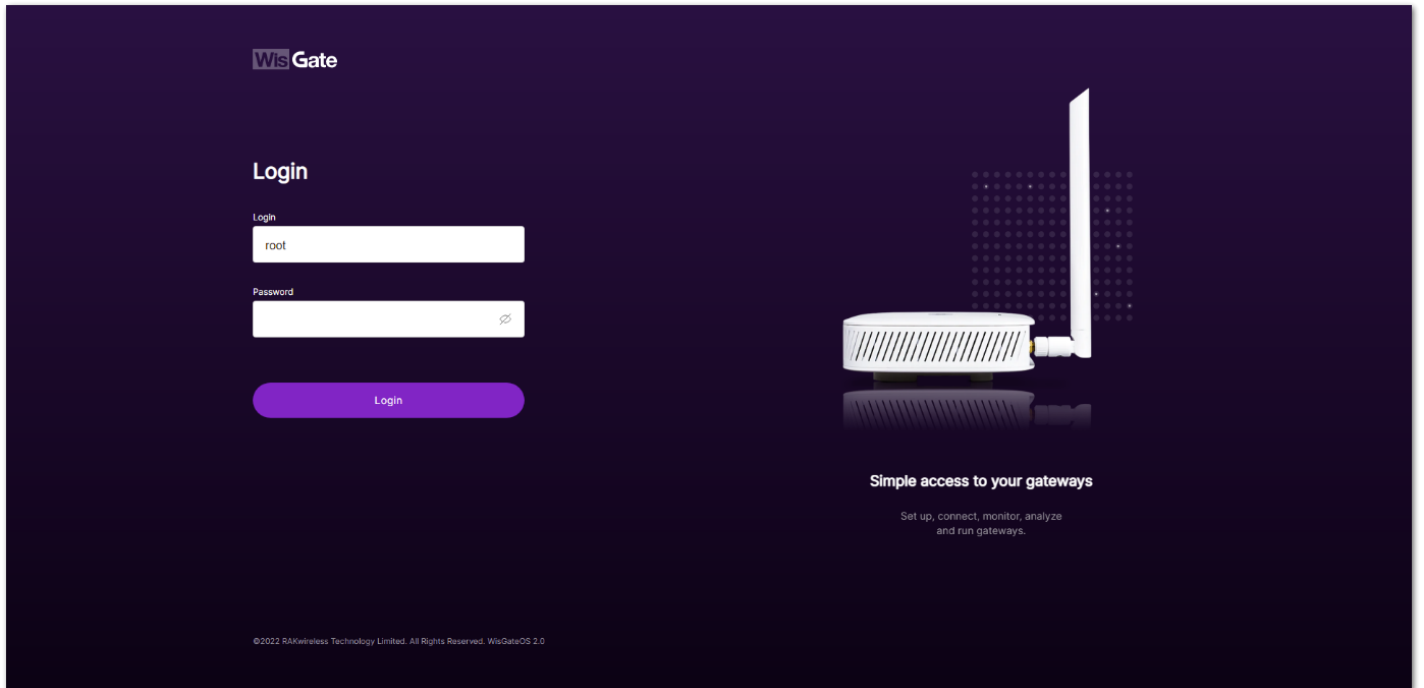 WisGate
Login
Login
root
Password
Login
Simple access to your gateways
Set up, connect, monitor, analyze
and run gateways.
©2022 RAKwireless Technology Limited. All Rights Reserved. WisGateOS 2.0